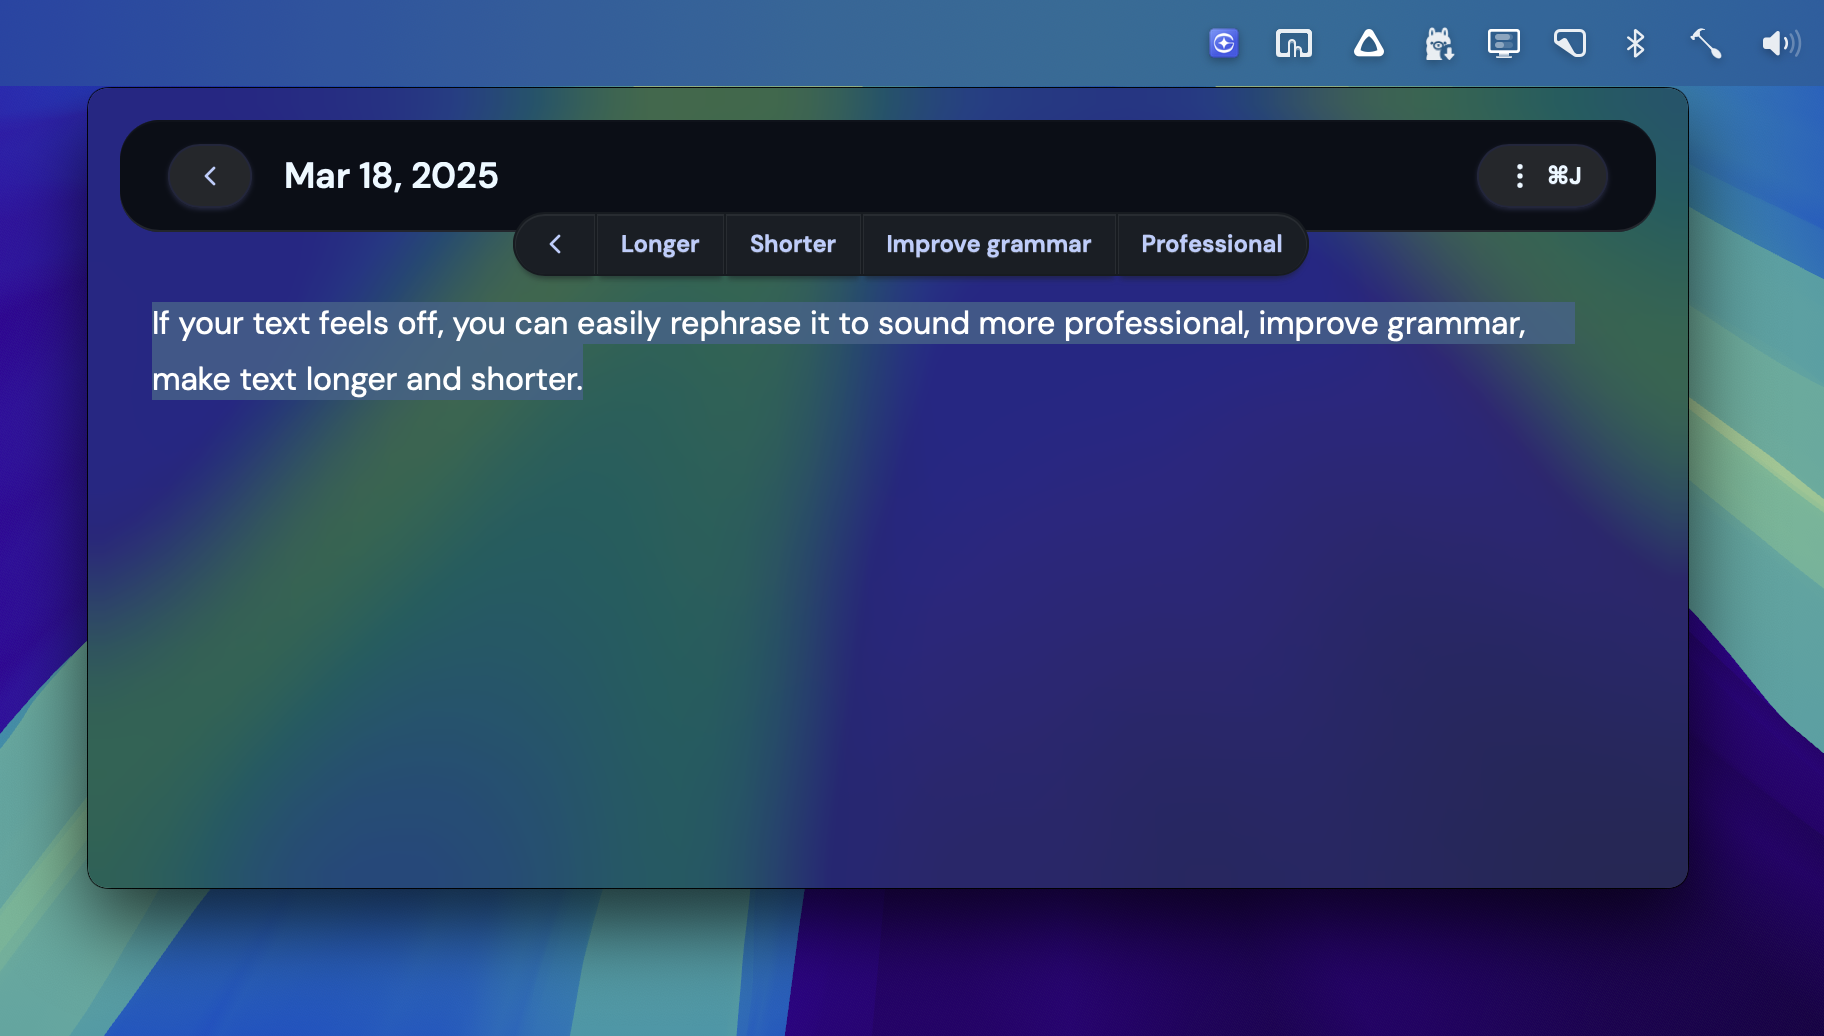 Mar 18, 2025
⌘J
Longer
Shorter
Improve grammar
Professional
If your text feels off, you can easily rephrase it to sound more professional, improve grammar,
make text longer and shorter.